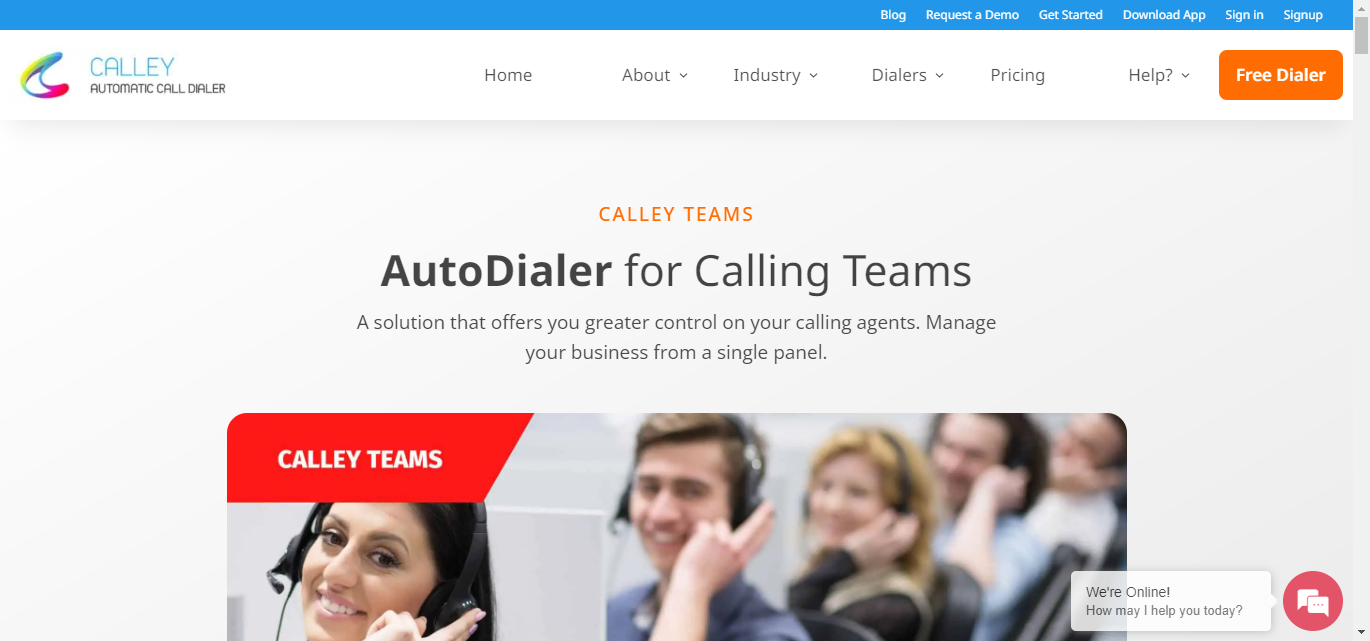 Blog Request a Demo Get Started Download App Sign in Signup
CALLEY
AUTOMATIC CALL DIALER
Home About Industry Dialers Pricing Help? Free Dialer
CALLEY TEAMS
AutoDialer for Calling Teams
A solution that offers you greater control on your calling agents. Manage
your business from a single panel.
CALLEY TEAMS
We're Online!
How may I help you today?